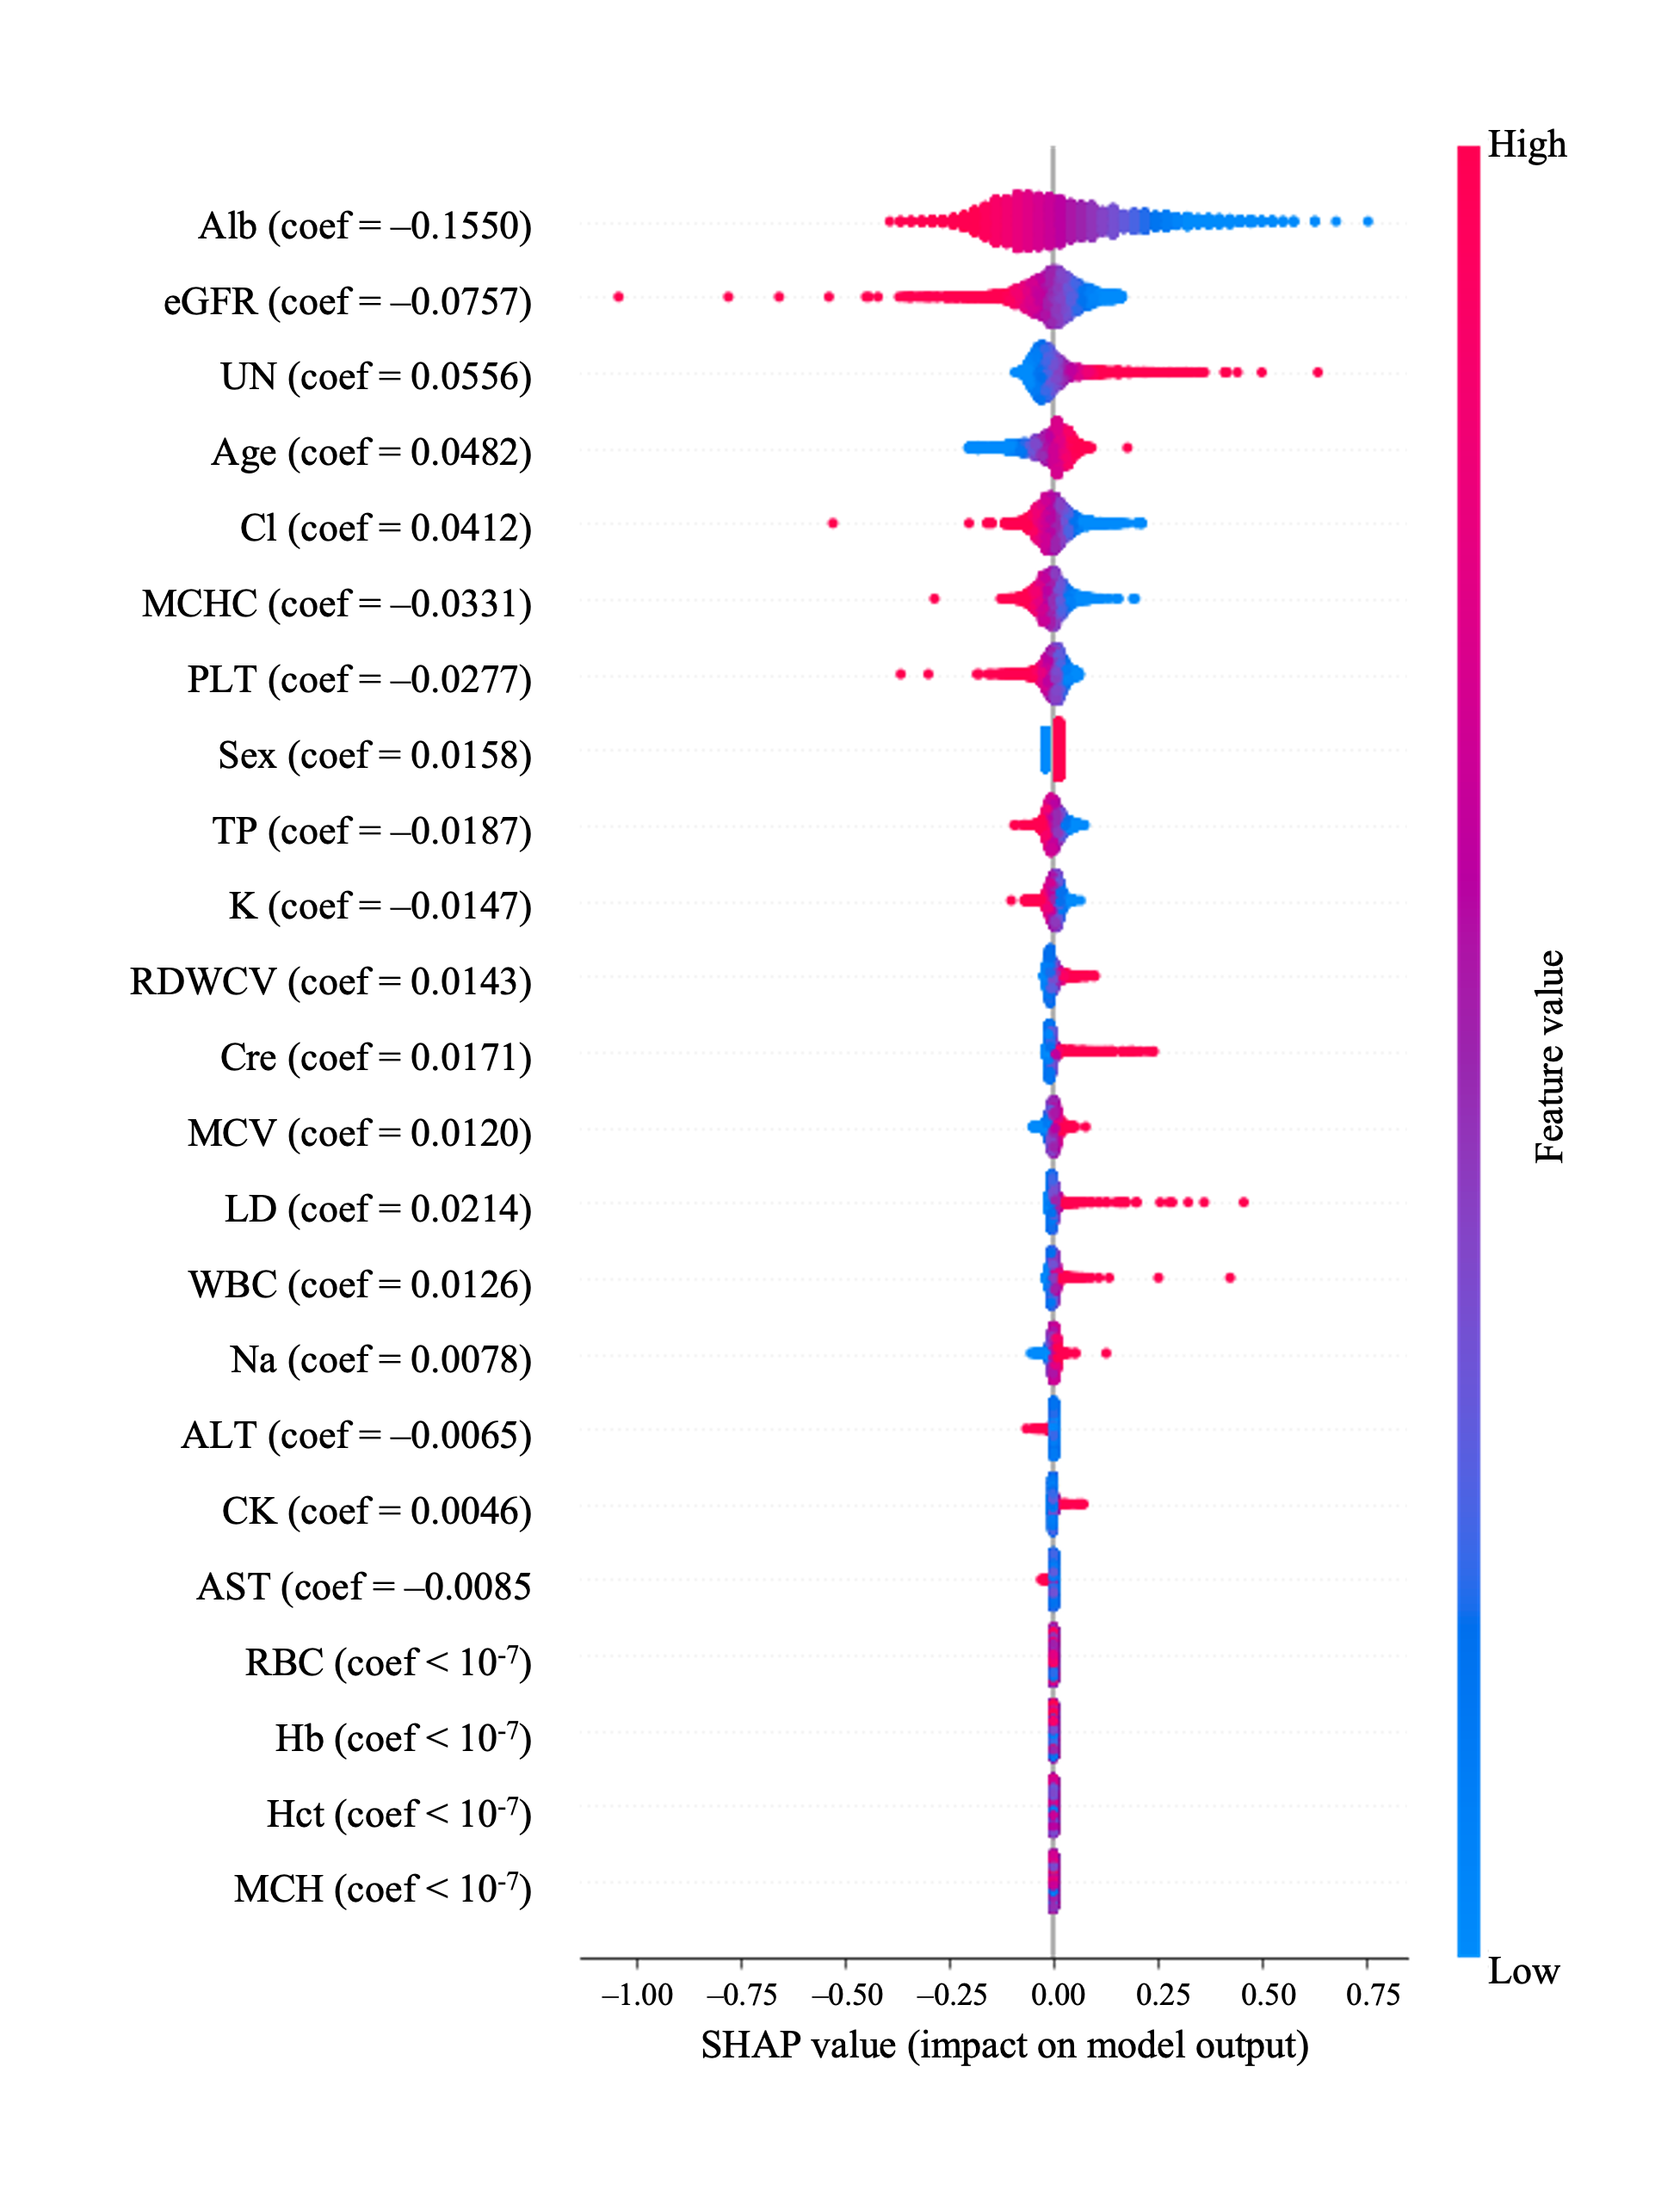 High
Alb (coef = –0.1550)
eGFR (coef = –0.0757)
UN (coef = 0.0556)
Age (coef = 0.0482)
Cl (coef = 0.0412)
MCHC (coef = –0.0331)
PLT (coef = –0.0277)
Sex (coef = 0.0158)
TP (coef = –0.0187)
K (coef = –0.0147)
RDWCV (coef = 0.0143)
Cre (coef = 0.0171)
MCV (coef = 0.0120)
LD (coef = 0.0214)
WBC (coef = 0.0126)
Na (coef = 0.0078)
ALT (coef = –0.0065)
CK (coef = 0.0046)
AST (coef = –0.0085
RBC (coef < 10⁻⁷)
Hb (coef < 10⁻⁷)
Hct (coef < 10⁻⁷)
MCH (coef < 10⁻⁷)
Feature value
Low
–1.00 –0.75 –0.50 –0.25 0.00 0.25 0.50 0.75
SHAP value (impact on model output)